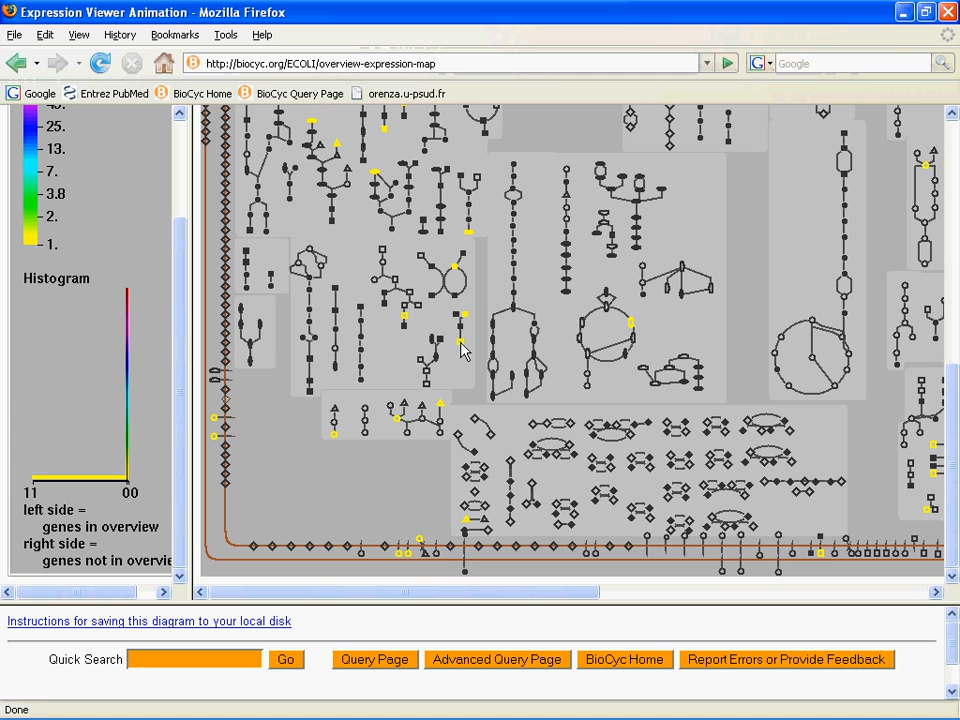 Expression Viewer Animation - Mozilla Firefox
File Edit View History Bookmarks Tools Help
http://biocyc.org/ECOLI/overview-expression-map
Google
Google Entrez PubMed BioCyc Home BioCyc Query Page orenza.u-psud.fr
25.
13.
7.
3.8
2.
1.
Histogram
11 00
left side =
genes in overview
right side =
genes not in overvie
Instructions for saving this diagram to your local disk
Quick Search Go Query Page Advanced Query Page BioCyc Home Report Errors or Provide Feedback
Done